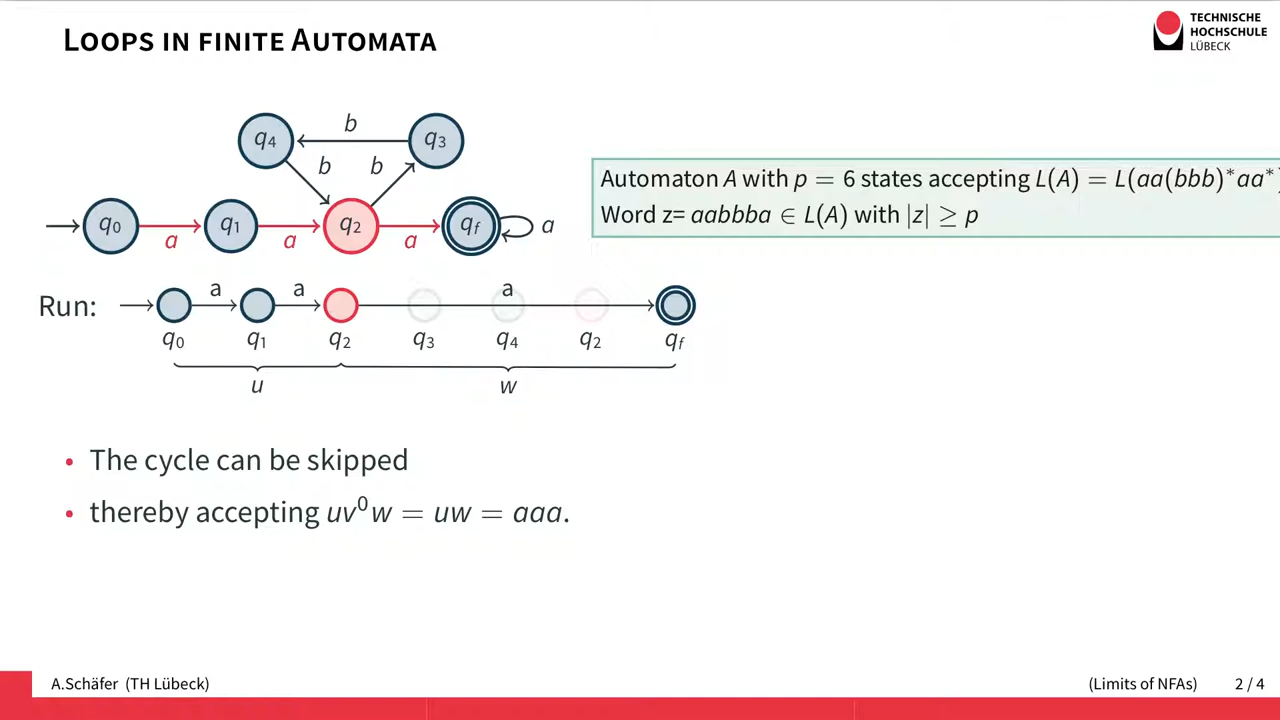 Loops in finite Automata
TECHNISCHE
HOCHSCHULE
LÜBECK
b
q₄ q₃
b b
q₀ q₁ q₂ q_f a
a a a
Automaton A with p = 6 states accepting L(A) = L(aa(bbb)*aa*)
Word z= aabbba ∈ L(A) with |z| ≥ p
Run: a a a
q₀ q₁ q₂ q₃ q₄ q₂ q_f
u w
• The cycle can be skipped
• thereby accepting uv⁰w = uw = aaa.
A.Schäfer (TH Lübeck) (Limits of NFAs) 2 / 4